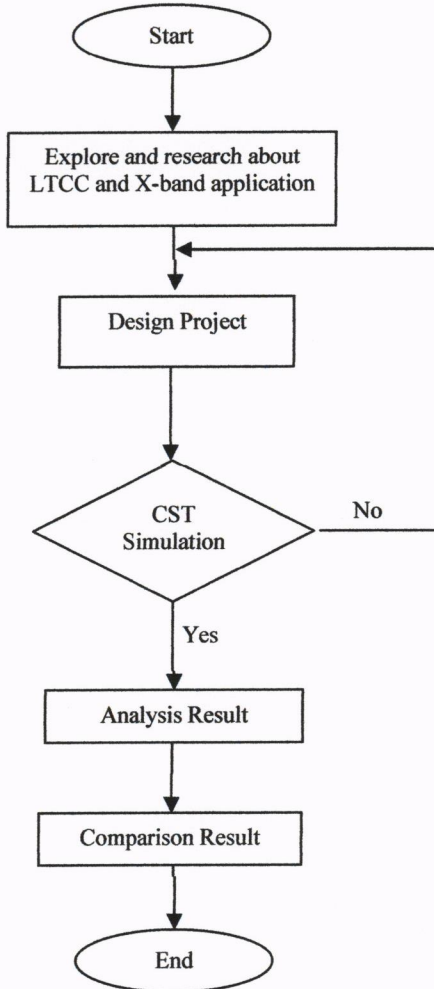 Start
Explore and research about
LTCC and X-band application
Design Project
CST
Simulation
No
Yes
Analysis Result
Comparison Result
End